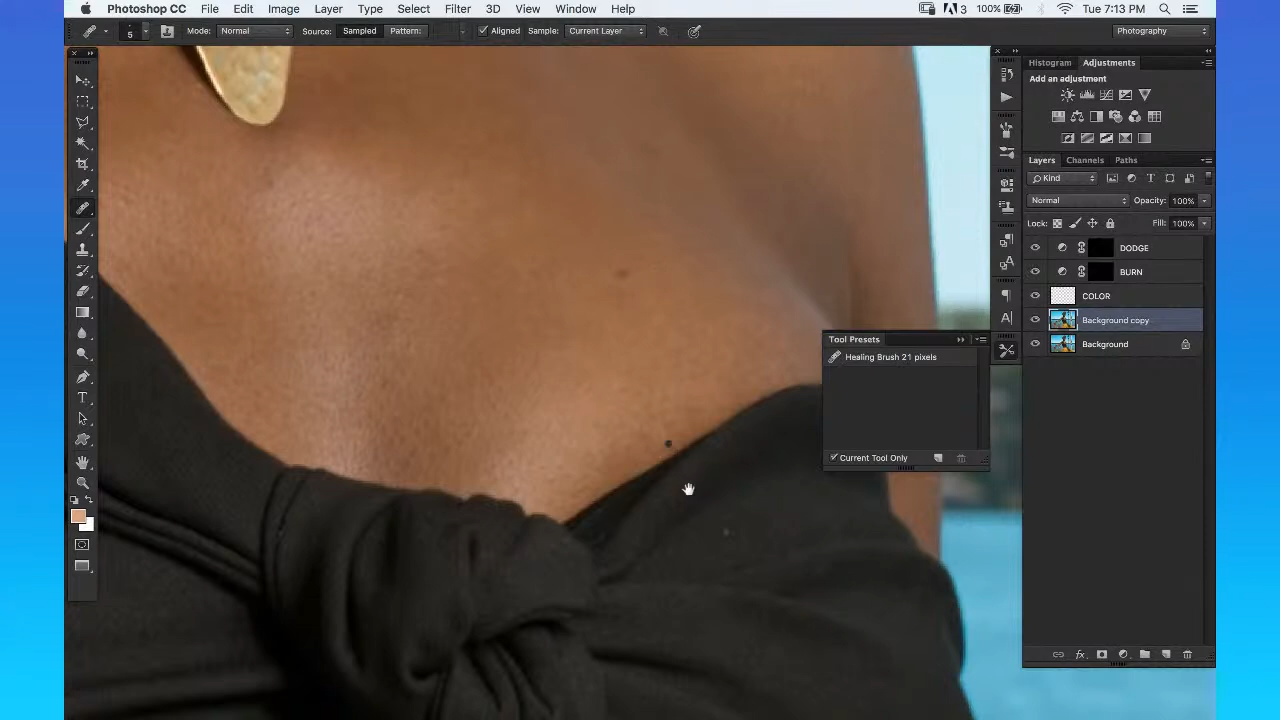 Photoshop CC File Edit Image Layer Type Select Filter 3D View Window Help 3 100% Tue 7:13 PM
5 Mode: Normal Source: Sampled Pattern: Aligned Sample: Current Layer Photography
Histogram Adjustments
Add an adjustment
Layers Channels Paths
Kind
Normal Opacity: 100%
Lock: Fill: 100%
DODGE
BURN
COLOR
Background copy
Background
Tool Presets
Healing Brush 21 pixels
Current Tool Only